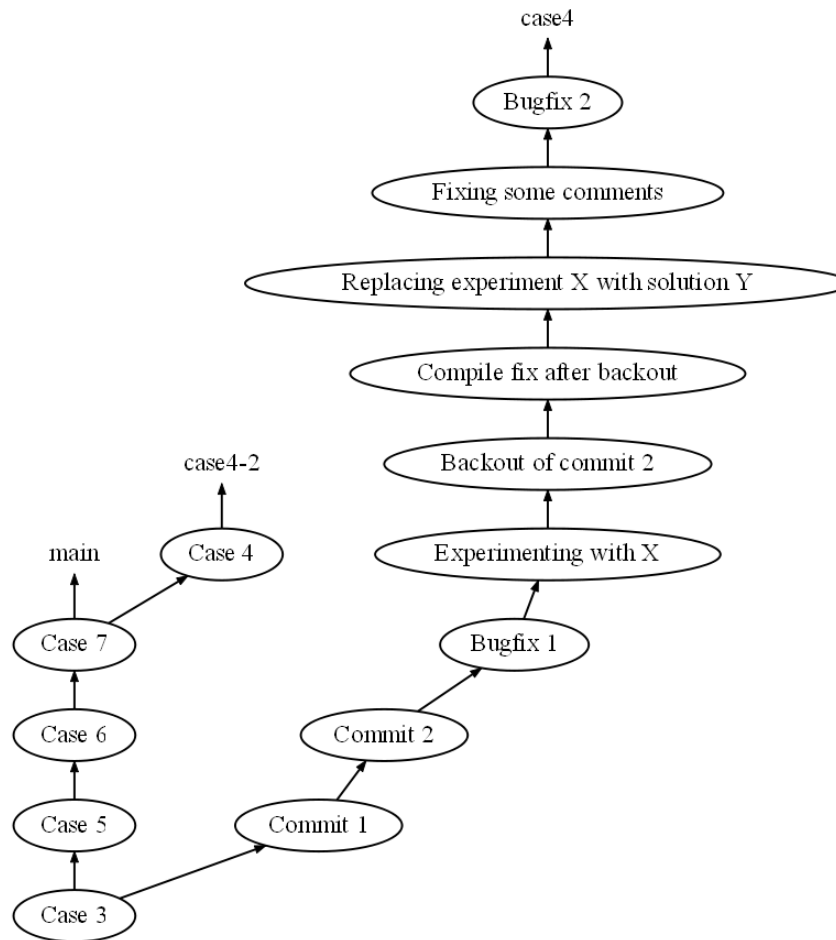 case4
Bugfix 2
Fixing some comments
Replacing experiment X with solution Y
Compile fix after backout
case4-2
Backout of commit 2
main
Case 4
Experimenting with X
Case 7
Bugfix 1
Case 6
Commit 2
Case 5
Commit 1
Case 3